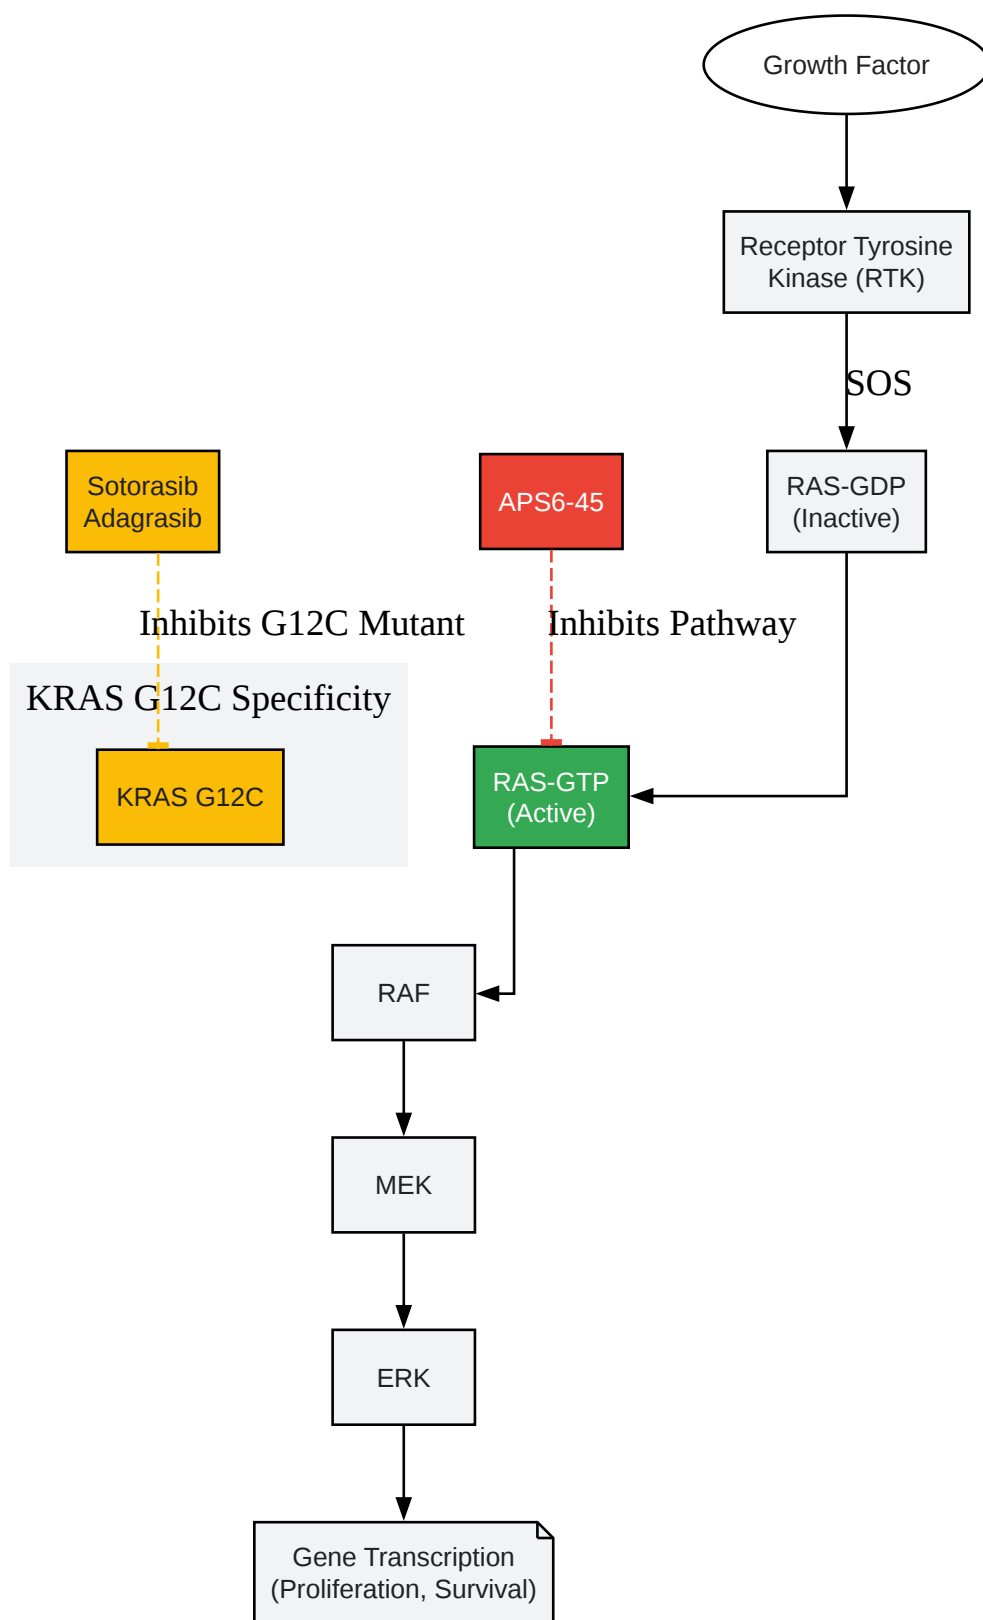 Growth Factor
Receptor Tyrosine
Kinase (RTK)
SOS
Sotorasib
Adagrasib
APS6-45
RAS-GDP
(Inactive)
Inhibits G12C Mutant
Inhibits Pathway
KRAS G12C Specificity
KRAS G12C
RAS-GTP
(Active)
RAF
MEK
ERK
Gene Transcription
(Proliferation, Survival)